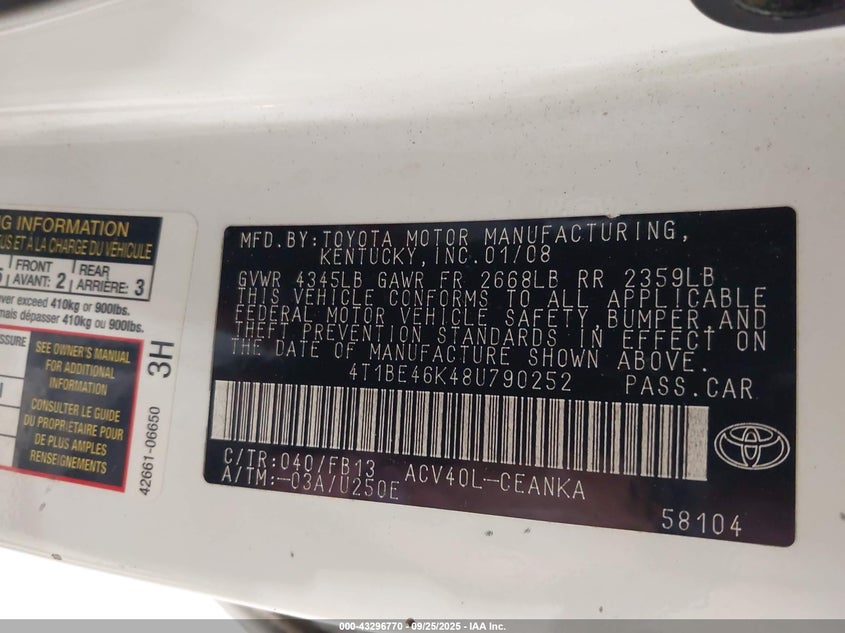 NG INFORMATION
US ET À LA CHARGE DU VÉHICULE
5 FRONT AVANT: 2 REAR ARRIÈRE: 3
ever exceed 410kg or 900lbs.
mais dépasser 410kg ou 900lbs.
ESSURE
SEE OWNER'S MANUAL
FOR ADDITIONAL
INFORMATION
CONSULTER LE GUIDE
DU PROPRIÉTAIRE POUR
DE PLUS AMPLES
RENSEIGNEMENTS
3H
42661-06650
MFD.BY:TOYOTA MOTOR MANUFACTURING,
KENTUCKY,INC.01/08
GVWR 4345LB GAWR FR 2668LB RR 2359LB
THIS VEHICLE CONFORMS TO ALL APPLICABLE
FEDERAL MOTOR VEHICLE SAFETY,BUMPER,AND
THEFT PREVENTION STANDARDS IN EFFECT ON
THE DATE OF MANUFACTURE SHOWN ABOVE.
4T1BE46K48U790252 PASS.CAR
C/TR:040/FB13 ACV40L-CEANKA
A/TM:-03A/U250E
58104
000-43296770 - 09/25/2025 - IAA Inc.